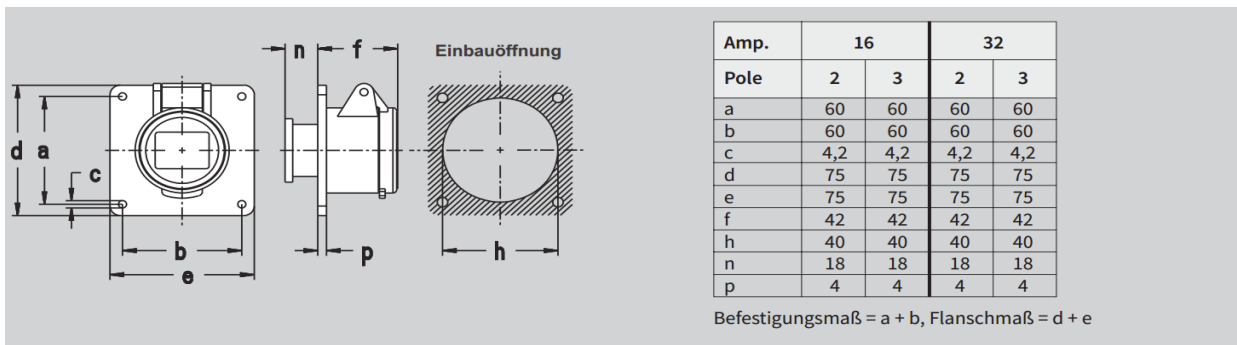 n f Einbauöffnung
d a
c
b p h
e
Amp. 16 32
Pole 2 3 2 3
a 60 60 60 60
b 60 60 60 60
c 4,2 4,2 4,2 4,2
d 75 75 75 75
e 75 75 75 75
f 42 42 42 42
h 40 40 40 40
n 18 18 18 18
p 4 4 4 4
Befestigungsmaß = a + b, Flanschmaß = d + e